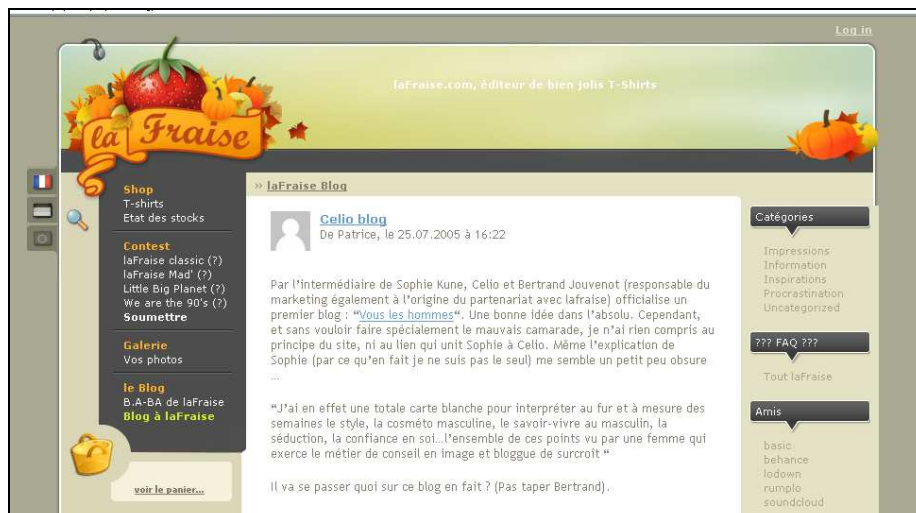 Log in
laFraise.com, éditeur de bien jolis T-Shirts
la Fraise
Shop
T-shirts
Etat des stocks
Contest
laFraise classic (?)
laFraise Mad' (?)
Little Big Planet (?)
We are the 90's (?)
Soumettre
Galerie
Vos photos
le Blog
B.A-BA de laFraise
Blog à laFraise
voir le panier...
» laFraise Blog
Celio blog
De Patrice, le 25.07.2005 à 16:22
Par l'intermédiaire de Sophie Kune, Celio et Bertrand Jouvenot (responsable du
marketing également à l'origine du partenariat avec lafraise) officialise un
premier blog : “Vous les hommes“. Une bonne idée dans l'absolu. Cependant,
et sans vouloir faire spécialement le mauvais camarade, je n'ai rien compris au
principe du site, ni au lien qui unit Sophie à Celio. Même l'explication de
Sophie (par ce qu'en fait je ne suis pas le seul) me semble un petit peu obsure
...
“J'ai en effet une totale carte blanche pour interpréter au fur et à mesure des
semaines le style, la cosméto masculine, le savoir-vivre au masculin, la
séduction, la confiance en soi...l'ensemble de ces points vu par une femme qui
exerce le métier de conseil en image et bloggue de surcroît “
Il va se passer quoi sur ce blog en fait ? (Pas taper Bertrand).
Catégories
Impressions
Information
Inspirations
Procrastination
Uncategorized
??? FAQ ???
Tout laFraise
Amis
basic
behance
lodown
rumplo
soundcloud